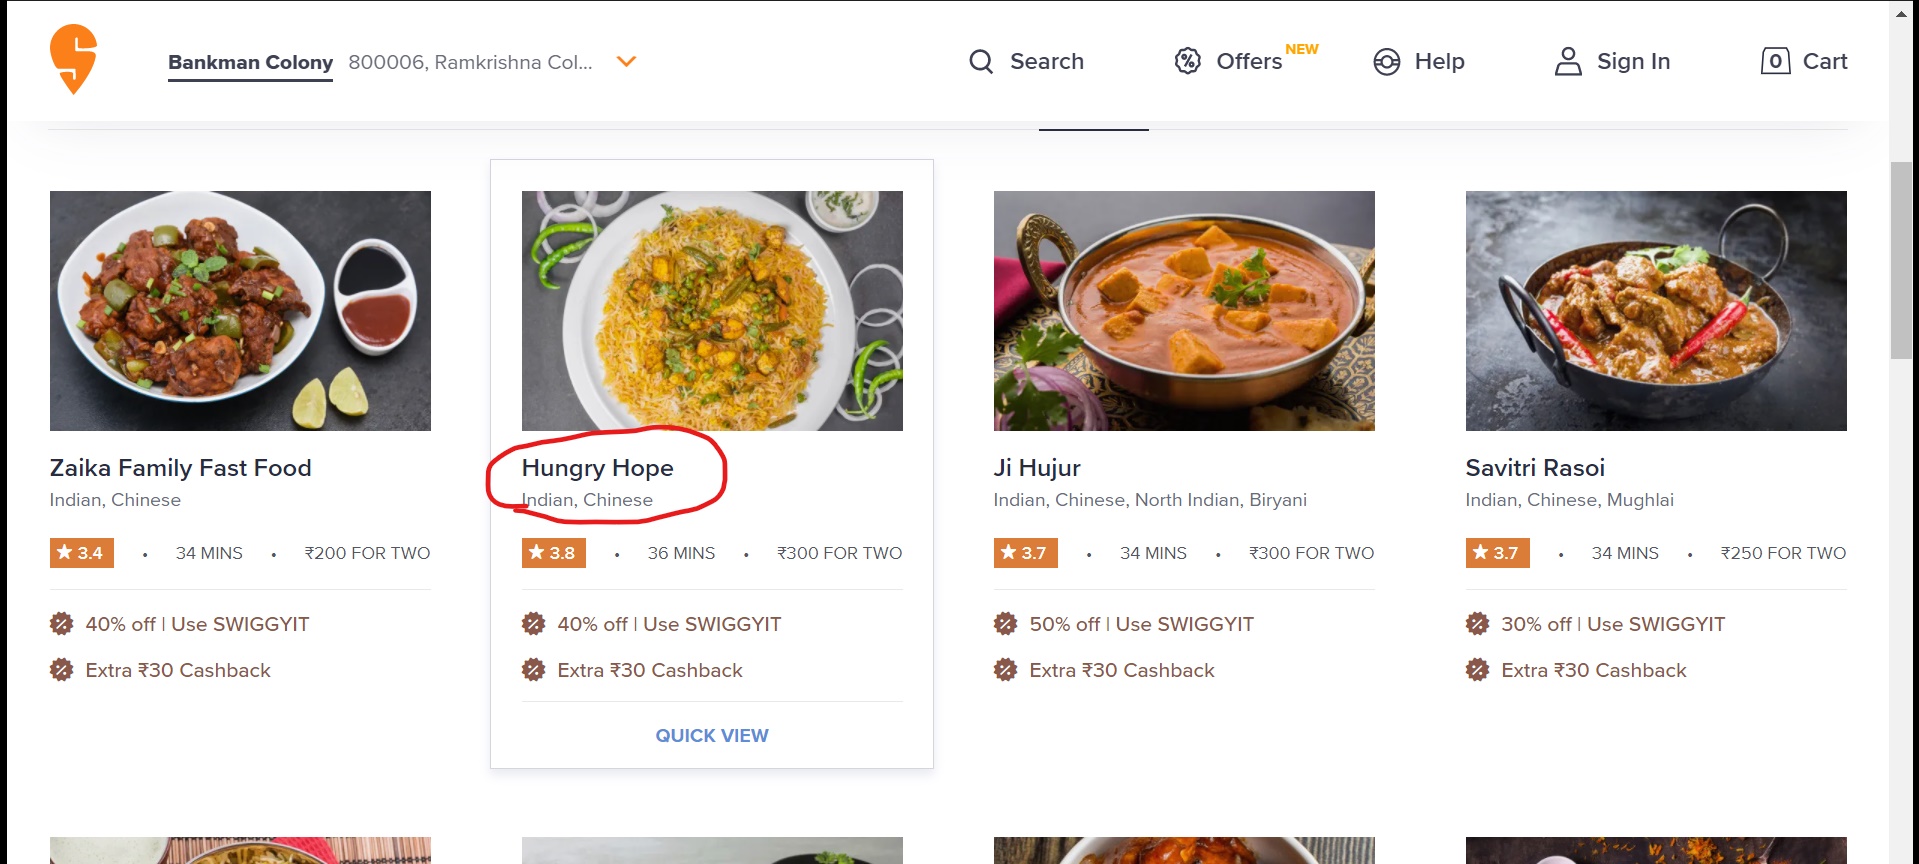 Bankman Colony 800006, Ramkrishna Col...
Search
Offers NEW
Help
Sign In
0 Cart
Zaika Family Fast Food
Indian, Chinese
★ 3.4 • 34 MINS • ₹200 FOR TWO
40% off | Use SWIGGYIT
Extra ₹30 Cashback
Hungry Hope
Indian, Chinese
★ 3.8 • 36 MINS • ₹300 FOR TWO
40% off | Use SWIGGYIT
Extra ₹30 Cashback
QUICK VIEW
Ji Hujur
Indian, Chinese, North Indian, Biryani
★ 3.7 • 34 MINS • ₹300 FOR TWO
50% off | Use SWIGGYIT
Extra ₹30 Cashback
Savitri Rasoi
Indian, Chinese, Mughlai
★ 3.7 • 34 MINS • ₹250 FOR TWO
30% off | Use SWIGGYIT
Extra ₹30 Cashback